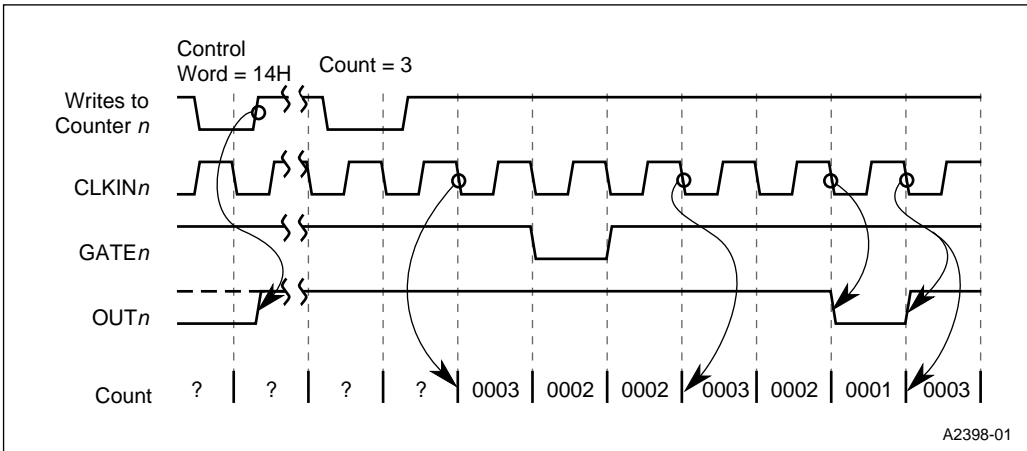 Control
Word = 14H
Count = 3
Writes to
Counter n
CLKINn
GATEn
OUTn
Count
? ? ? ? 0003 0002 0002 0003 0002 0001 0003
A2398-01